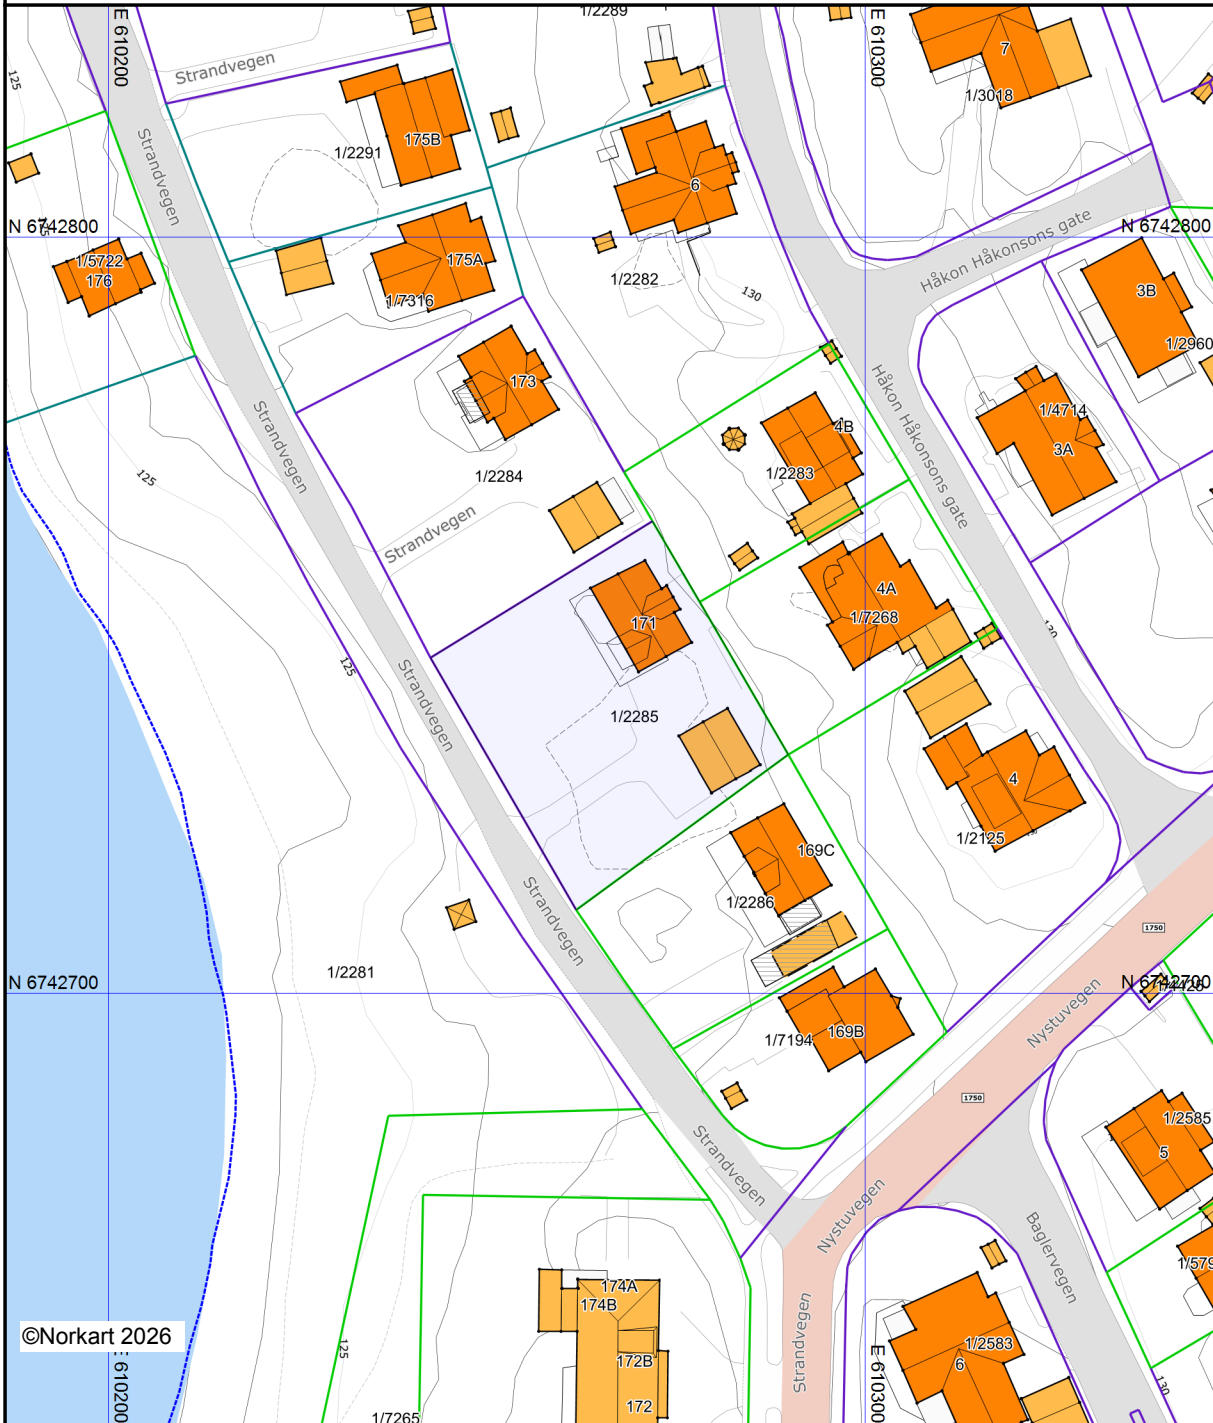 1/2289
E 610200
E 610300
7
1/3018
125
Strandvegen
175B
1/2291
Strandvegen
6
N 6742800
N 6742800
Håkon Håkonsons gate
1/5722
176
175A
1/7316
1/2282
130
3B
1/2960
173
Håkon Håkonsons gate
1/4714
3A
4B
Strandvegen
125
1/2284
1/2283
Strandvegen
4A
1/7268
171
130
125
Strandvegen
1/2285
4
1/2125
169C
1/2286
Strandvegen
1750
1/2281
N 6742700
N 6742700
Nystuvegen
1/7194
169B
1750
1/2585
5
Strandvegen
Nystuvegen
Baglervegen
1/579
174A
174B
©Norkart 2026
125
Strandvegen
1/2583
6
172B
172
130
1/7265
E 610200
E 610300